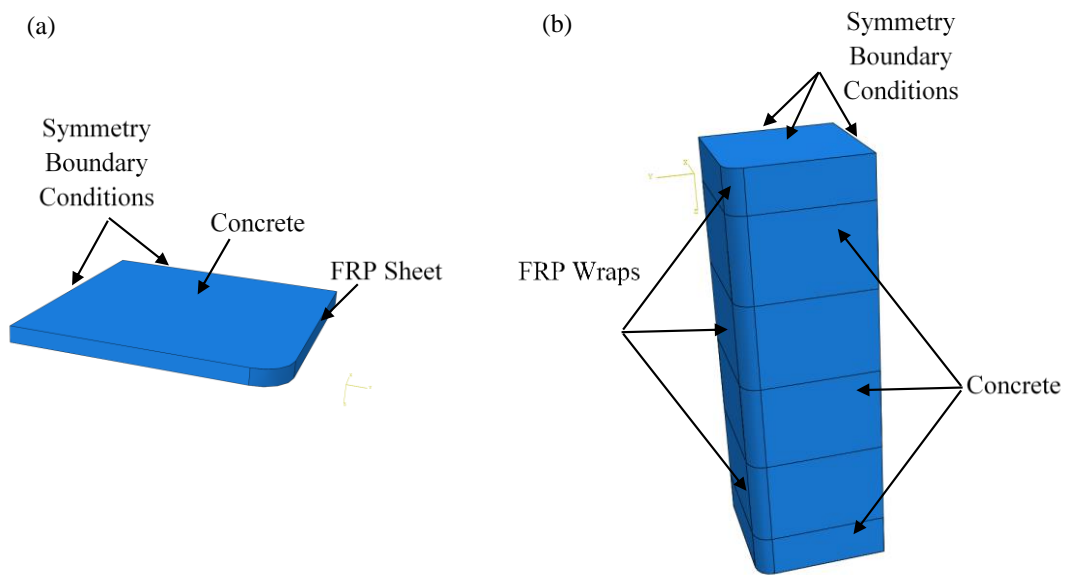 (a)
Symmetry
Boundary
Conditions
Concrete
FRP Sheet
(b)
Symmetry
Boundary
Conditions
FRP Wraps
Concrete